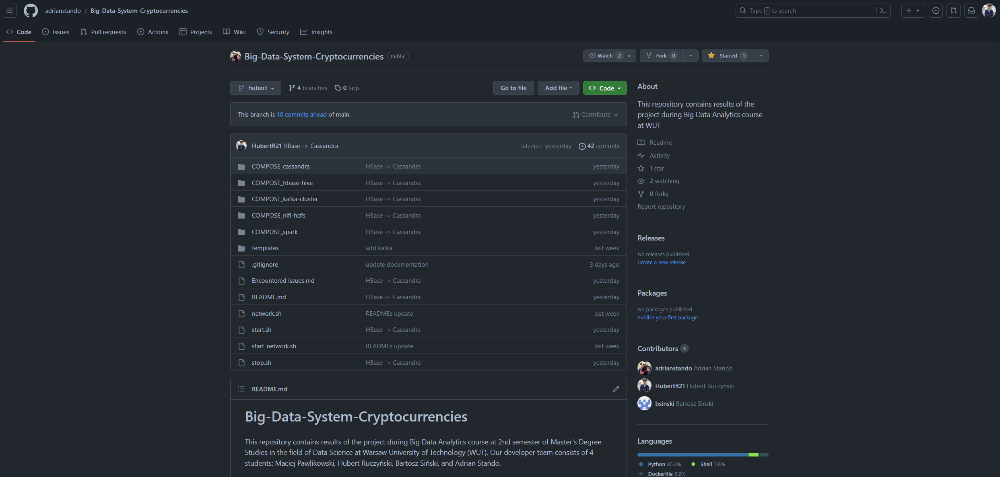 adrianstando / Big-Data-System-Cryptocurrencies
Type / to search
Code Issues Pull requests Actions Projects Wiki Security Insights
Big-Data-System-Cryptocurrencies Public
Watch 2 Fork 0 Starred 1
hubert 4 branches 0 tags
Go to file Add file Code
This branch is 10 commits ahead of main.
Contribute
HubertR21 HBase -> Cassandra bd77127 yesterday 42 commits
COMPOSE_cassandra HBase -> Cassandra yesterday
COMPOSE_hbase-hive HBase -> Cassandra yesterday
COMPOSE_kafka-cluster HBase -> Cassandra yesterday
COMPOSE_nifi-hdfs HBase -> Cassandra yesterday
COMPOSE_spark HBase -> Cassandra yesterday
templates add kafka last week
.gitignore update documentation 3 days ago
Encountered issues.md HBase -> Cassandra yesterday
README.md HBase -> Cassandra yesterday
network.sh READMEs update last week
start.sh HBase -> Cassandra yesterday
start_network.sh READMEs update last week
stop.sh HBase -> Cassandra yesterday
README.md
Big-Data-System-Cryptocurrencies
This repository contains results of the project during Big Data Analytics course at 2nd semester of Master's Degree
Studies in the field of Data Science at Warsaw University of Technology (WUT). Our developer team consists of 4
students: Maciej Pawlikowski, Hubert Ruczyński, Bartosz Siński, and Adrian Stańdo.
About
This repository contains results of the
project during Big Data Analytics course
at WUT
Readme
Activity
1 star
2 watching
0 forks
Report repository
Releases
No releases published
Create a new release
Packages
No packages published
Publish your first package
Contributors 3
adrianstando Adrian Stańdo
HubertR21 Hubert Ruczyński
bsinski Bartosz Siński
Languages
Python 85.3% Shell 7.8%
Dockerfile 6.9%